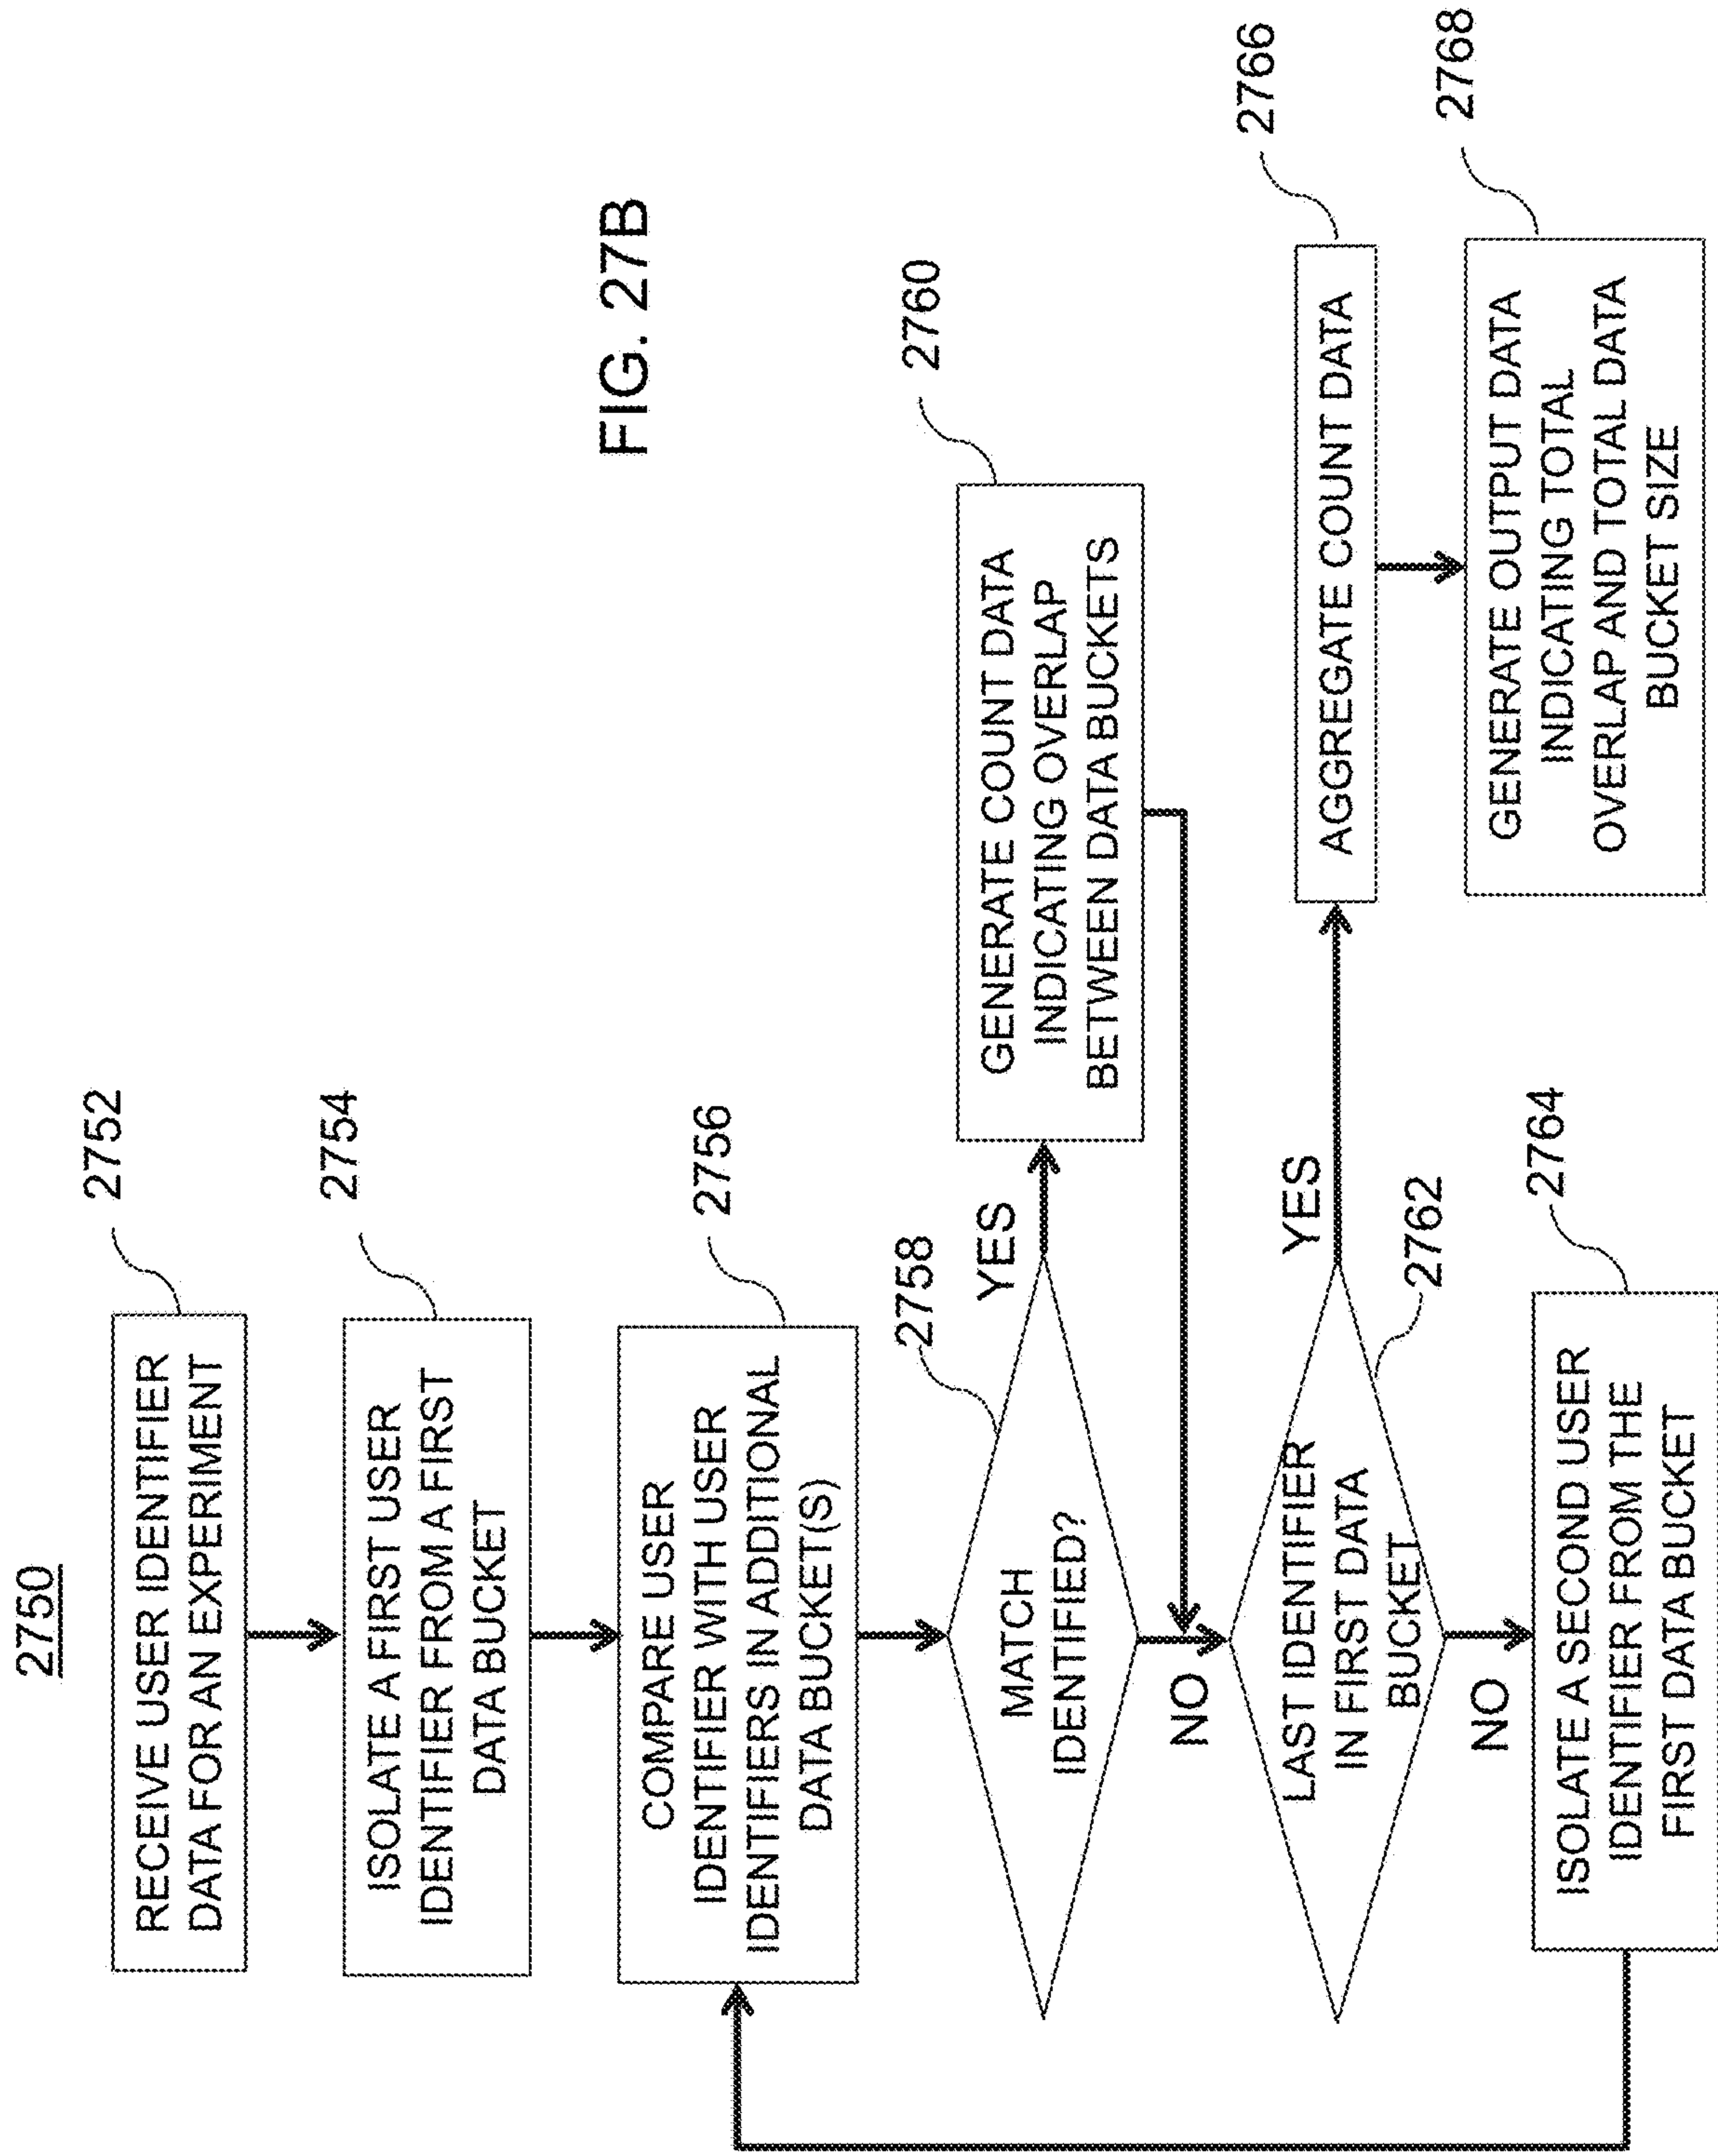 2750
RECEIVE USER IDENTIFIER
DATA FOR AN EXPERIMENT
2752
ISOLATE A FIRST USER
IDENTIFIER FROM A FIRST
DATA BUCKET
2754
COMPARE USER
IDENTIFIER WITH USER
IDENTIFIERS IN ADDITIONAL
DATA BUCKET(S)
2756
MATCH
IDENTIFIED?
2758
YES
NO
GENERATE COUNT DATA
INDICATING OVERLAP
BETWEEN DATA BUCKETS
2760
LAST IDENTIFIER
IN FIRST DATA
BUCKET
2762
YES
NO
ISOLATE A SECOND USER
IDENTIFIER FROM THE
FIRST DATA BUCKET
2764
AGGREGATE COUNT DATA
2766
GENERATE OUTPUT DATA
INDICATING TOTAL
OVERLAP AND TOTAL DATA
BUCKET SIZE
2768
FIG. 27B